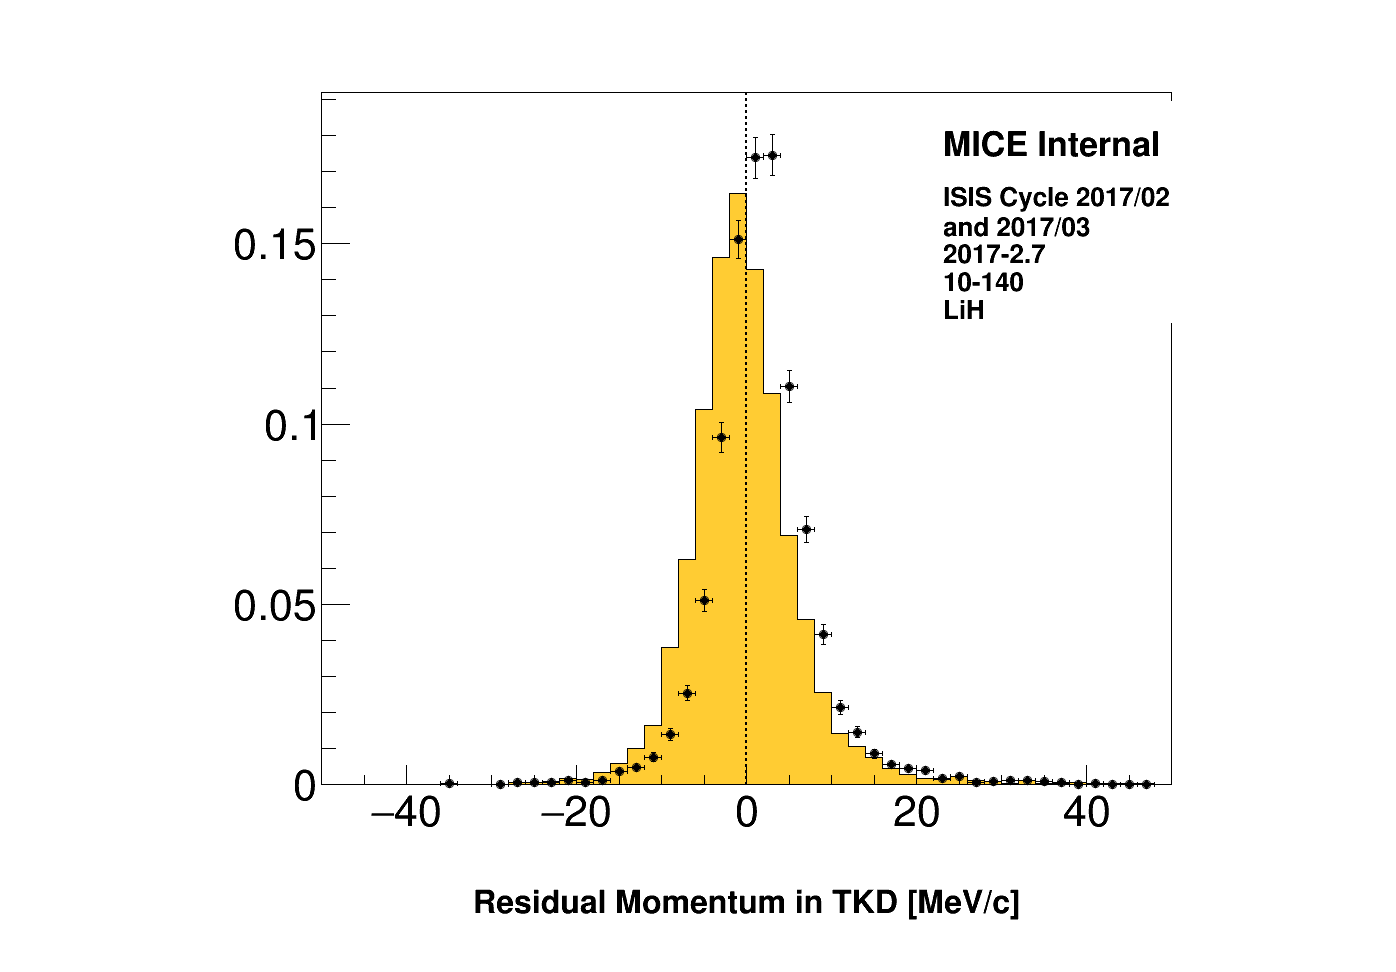 MICE Internal
ISIS Cycle 2017/02
and 2017/03
2017-2.7
10-140
LiH
0.15
0.1
0.05
0
−40 −20 0 20 40
Residual Momentum in TKD [MeV/c]